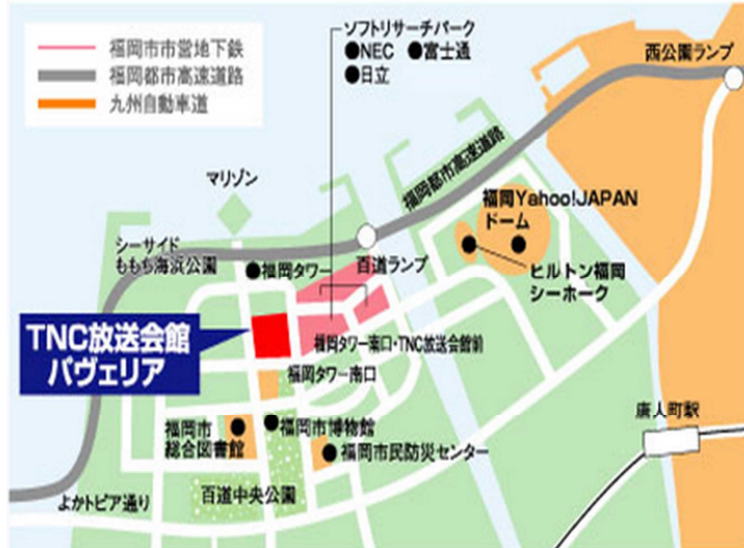 福岡市市営地下鉄
福岡都市高速道路
九州自動車道
ソフトリサーチパーク
●NEC ●富士通
●日立
西公園ランプ
福岡都市高速道路
マリゾン
福岡Yahoo!JAPAN
ドーム
シーサイド
ももち海浜公園
●福岡タワー
百道ランプ
ヒルトン福岡
シーホーク
TNC放送会館
パヴェリア
福岡タワー南口・TNC放送会館前
福岡タワー南口
唐人町駅
福岡市
総合図書館
福岡市博物館
福岡市民防災センター
百道中央公園
よかトピア通り